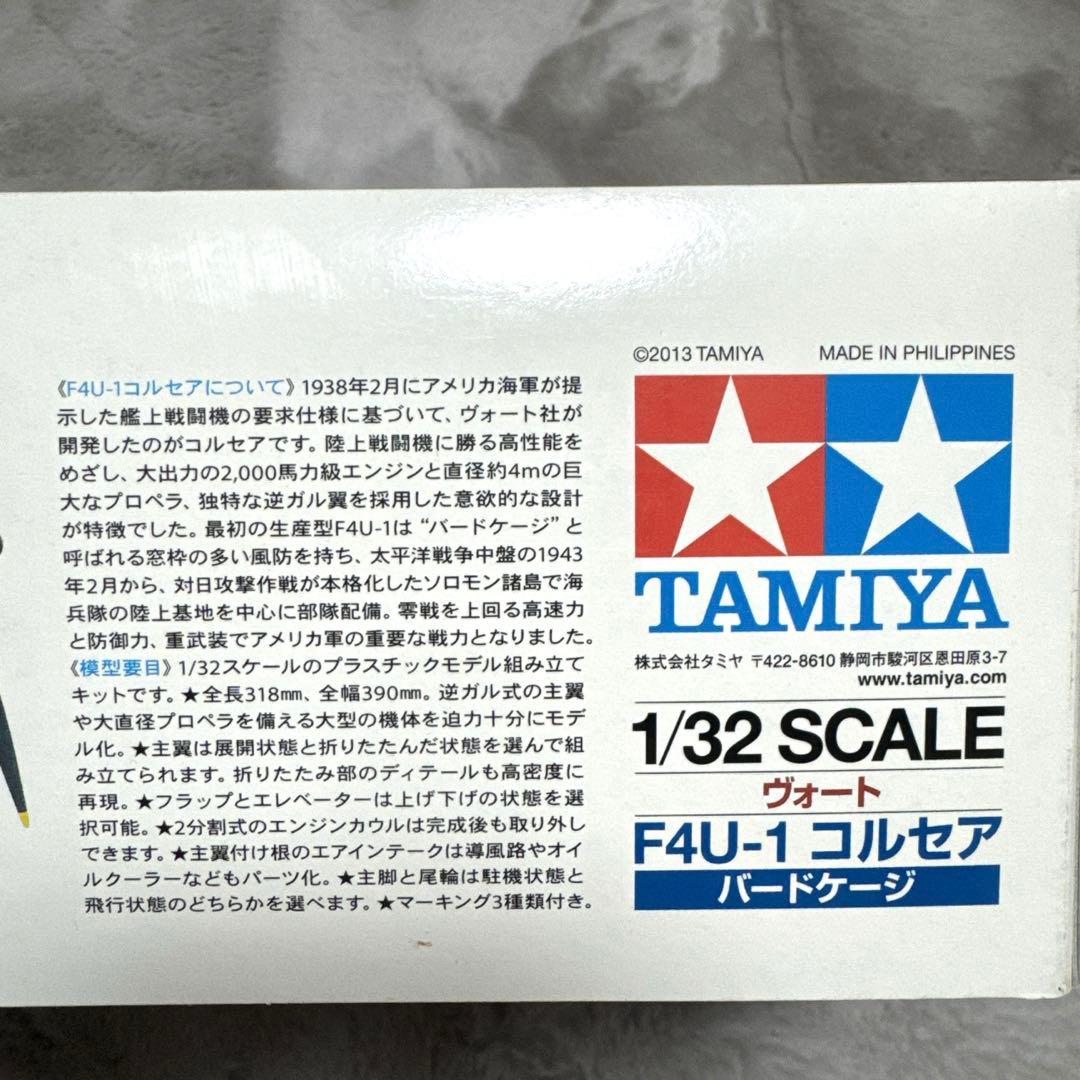 《F4U-1コルセアについて》1938年2月にアメリカ海軍が提
示した艦上戦闘機の要求仕様に基づいて、ヴォート社が
開発したのがコルセアです。陸上戦闘機に勝る高性能を
めざし、大出力の2,000馬力級エンジンと直径約4mの巨
大なプロペラ、独特な逆ガル翼を採用した意欲的な設計
が特徴でした。最初の生産型F4U-1は“バードケージ”と
呼ばれる窓枠の多い風防を持ち、太平洋戦争中盤の1943
年2月から、対日攻撃作戦が本格化したソロモン諸島で海
兵隊の陸上基地を中心に部隊配備。零戦を上回る高速力
と防御力、重武装でアメリカ軍の重要な戦力となりました。
《模型要目》1/32スケールのプラスチックモデル組み立て
キットです。★全長318㎜、全幅390㎜。逆ガル式の主翼
や大直径プロペラを備える大型の機体を迫力十分にモデ
ル化。★主翼は展開状態と折りたたんだ状態を選んで組
み立てられます。折りたたみ部のディテールも高密度に
再現。★フラップとエレベーターは上げ下げの状態を選
択可能。★2分割式のエンジンカウルは完成後も取り外し
できます。★主翼付け根のエアインテークは導風路やオイ
ルクーラーなどもパーツ化。★主脚と尾輪は駐機状態と
飛行状態のどちらかを選べます。★マーキング3種類付き。
©2013 TAMIYA MADE IN PHILIPPINES
TAMIYA
株式会社タミヤ 〒422-8610 静岡市駿河区恩田原3-7
www.tamiya.com
1/32 SCALE
ヴォート
F4U-1 コルセア
バードケージ